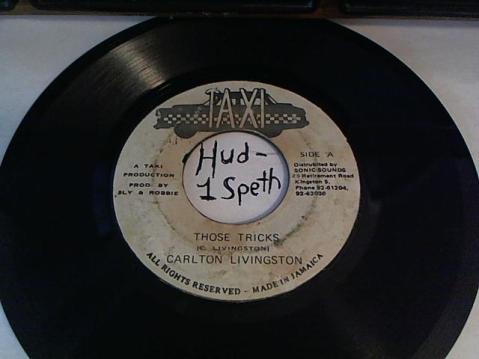 TAXI
SIDE A
A TAXI
PRODUCTION
PROD. BY
SLY & ROBBIE
Distributed by
SONIC SOUNDS
25 Retirement Road
Kingston 5,
Phone 92-61204,
92-63030
Hud-
1 Speth
THOSE TRICKS
(C. LIVINGSTON)
CARLTON LIVINGSTON
ALL RIGHTS RESERVED - MADE IN JAMAICA